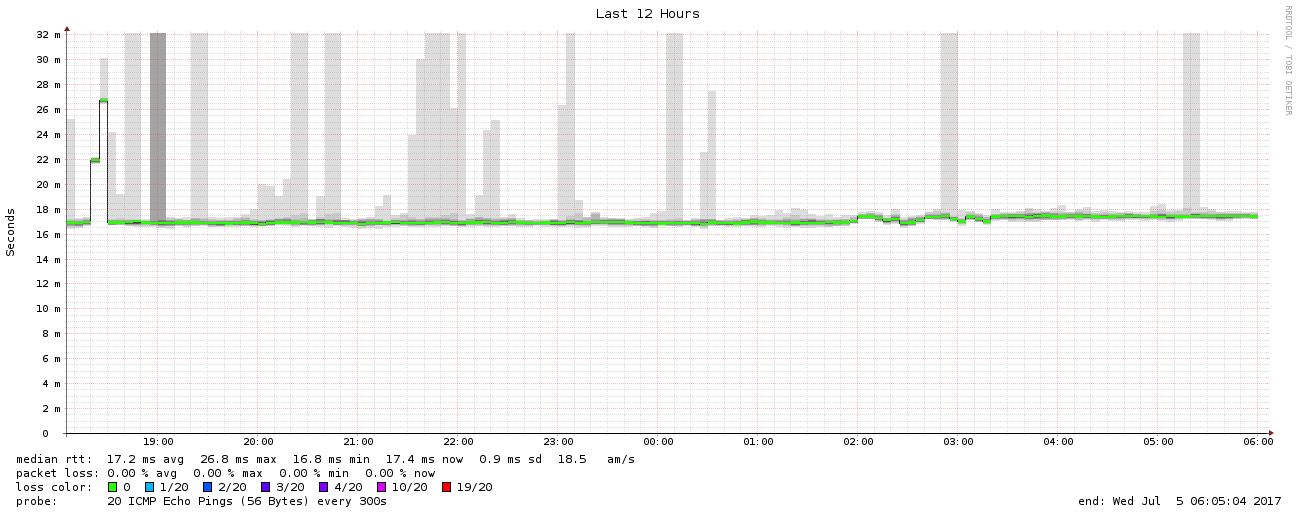 Last 12 Hours
RRDTOOL / TOBI OETIKER
32 m
30 m
28 m
26 m
24 m
22 m
20 m
18 m
16 m
14 m
12 m
10 m
8 m
6 m
4 m
2 m
0
Seconds
19:00 20:00 21:00 22:00 23:00 00:00 01:00 02:00 03:00 04:00 05:00 06:00
median rtt: 17.2 ms avg 26.8 ms max 16.8 ms min 17.4 ms now 0.9 ms sd 18.5 am/s
packet loss: 0.00 % avg 0.00 % max 0.00 % min 0.00 % now
loss color: 0 1/20 2/20 3/20 4/20 10/20 19/20
probe: 20 ICMP Echo Pings (56 Bytes) every 300s end: Wed Jul 5 06:05:04 2017